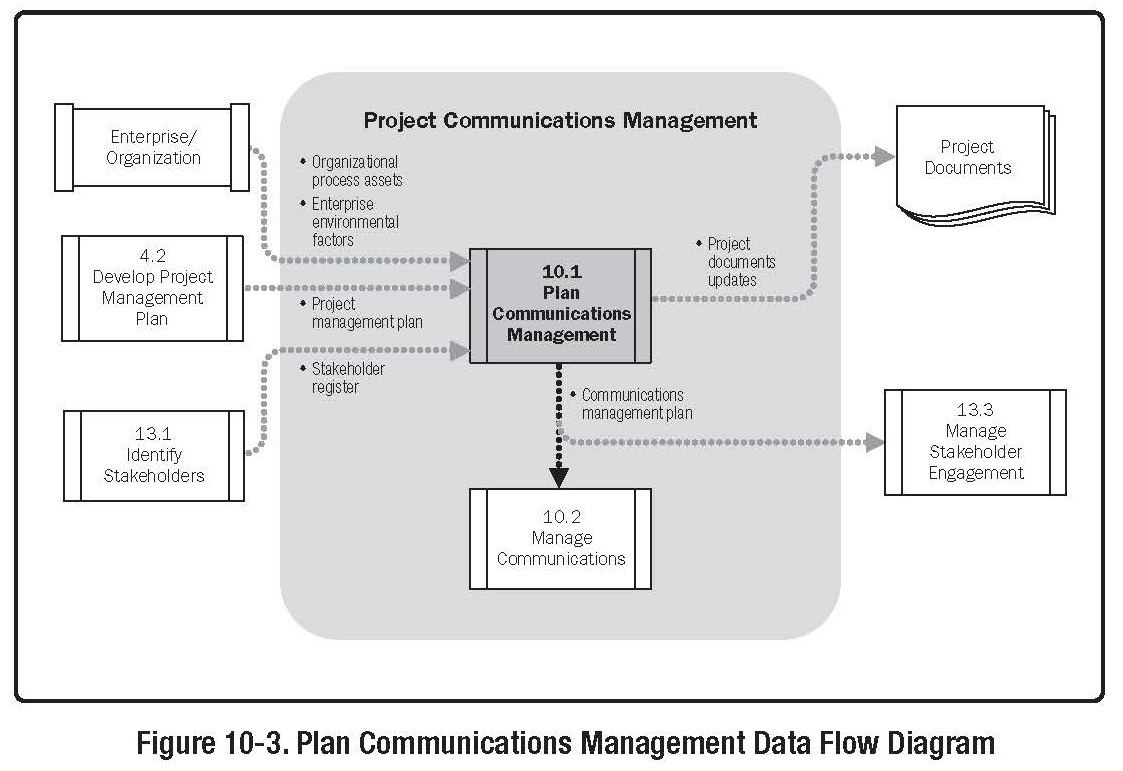 Project Communications Management
Enterprise/
Organization
• Organizational
process assets
• Enterprise
environmental
factors
4.2
Develop Project
Management
Plan
• Project
management plan
13.1
Identify
Stakeholders
• Stakeholder
register
10.1
Plan
Communications
Management
• Project
documents
updates
Project
Documents
• Communications
management plan
10.2
Manage
Communications
13.3
Manage
Stakeholder
Engagement
Figure 10-3. Plan Communications Management Data Flow Diagram